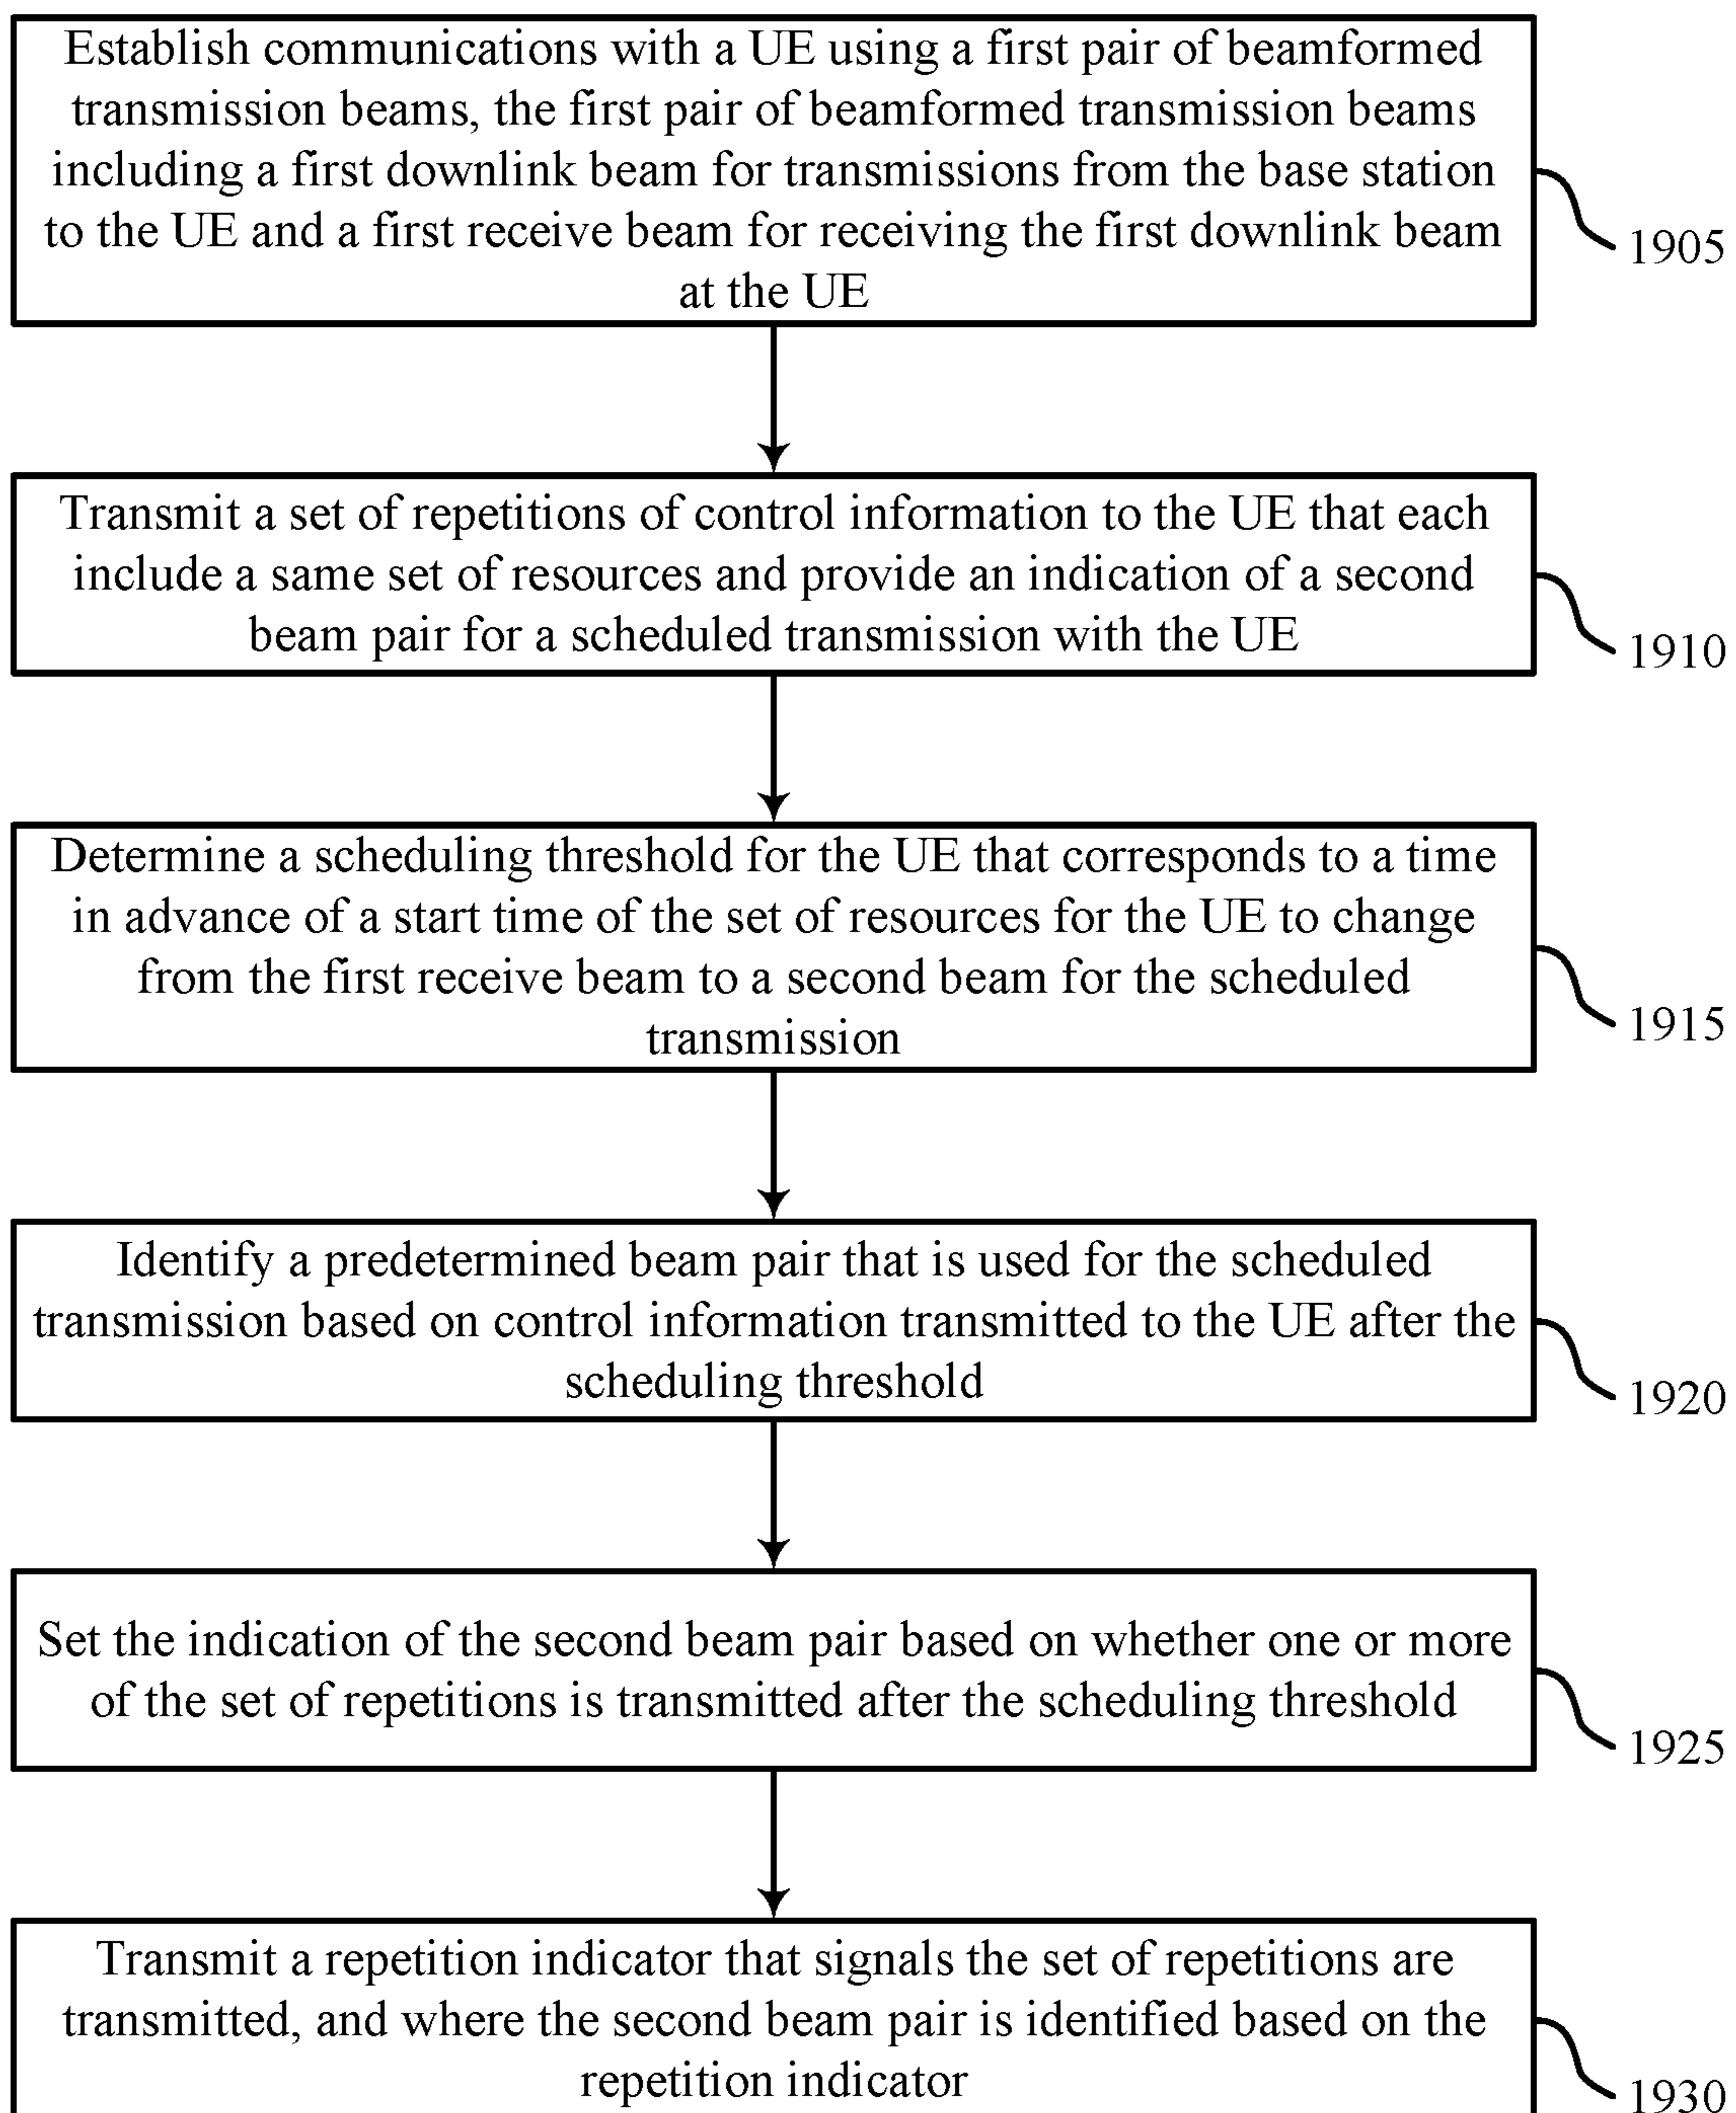 Establish communications with a UE using a first pair of beamformed
transmission beams, the first pair of beamformed transmission beams
including a first downlink beam for transmissions from the base station
to the UE and a first receive beam for receiving the first downlink beam
at the UE
1905
Transmit a set of repetitions of control information to the UE that each
include a same set of resources and provide an indication of a second
beam pair for a scheduled transmission with the UE
1910
Determine a scheduling threshold for the UE that corresponds to a time
in advance of a start time of the set of resources for the UE to change
from the first receive beam to a second beam for the scheduled
transmission
1915
Identify a predetermined beam pair that is used for the scheduled
transmission based on control information transmitted to the UE after the
scheduling threshold
1920
Set the indication of the second beam pair based on whether one or more
of the set of repetitions is transmitted after the scheduling threshold
1925
Transmit a repetition indicator that signals the set of repetitions are
transmitted, and where the second beam pair is identified based on the
repetition indicator
1930